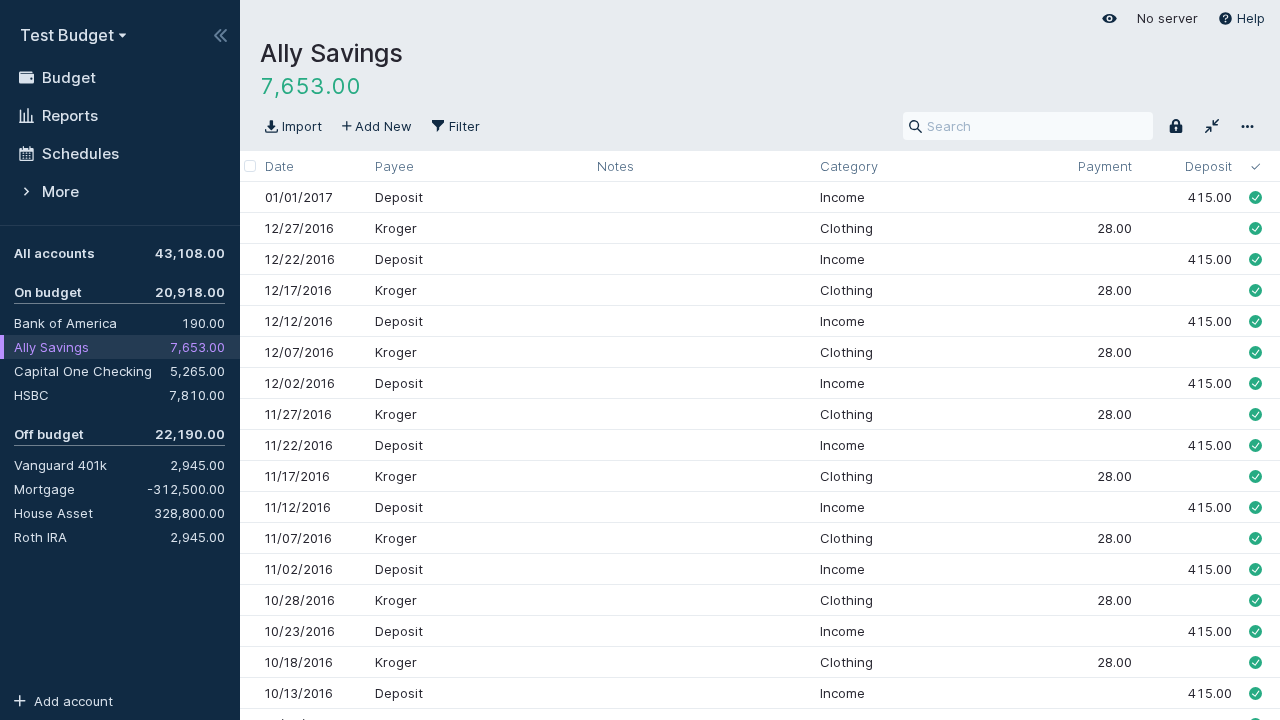 Test Budget
Budget
Reports
Schedules
More
All accounts 43,108.00
On budget 20,918.00
Bank of America 190.00
Ally Savings 7,653.00
Capital One Checking 5,265.00
HSBC 7,810.00
Off budget 22,190.00
Vanguard 401k 2,945.00
Mortgage -312,500.00
House Asset 328,800.00
Roth IRA 2,945.00
Add account
No server Help
Ally Savings
7,653.00
Import Add New Filter Search
Date Payee Notes Category Payment Deposit
01/01/2017 Deposit Income 415.00
12/27/2016 Kroger Clothing 28.00
12/22/2016 Deposit Income 415.00
12/17/2016 Kroger Clothing 28.00
12/12/2016 Deposit Income 415.00
12/07/2016 Kroger Clothing 28.00
12/02/2016 Deposit Income 415.00
11/27/2016 Kroger Clothing 28.00
11/22/2016 Deposit Income 415.00
11/17/2016 Kroger Clothing 28.00
11/12/2016 Deposit Income 415.00
11/07/2016 Kroger Clothing 28.00
11/02/2016 Deposit Income 415.00
10/28/2016 Kroger Clothing 28.00
10/23/2016 Deposit Income 415.00
10/18/2016 Kroger Clothing 28.00
10/13/2016 Deposit Income 415.00